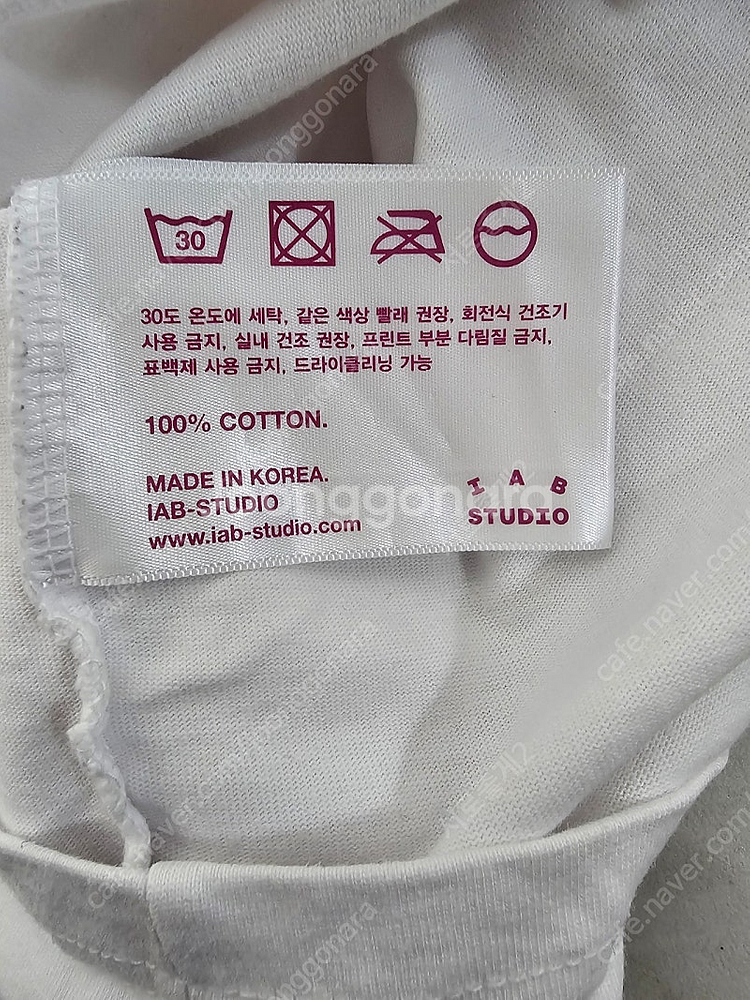 30
30도 온도에 세탁, 같은 색상 빨래 권장, 회전식 건조기
사용 금지, 실내 건조 권장, 프린트 부분 다림질 금지,
표백제 사용 금지, 드라이클리닝 가능
100% COTTON.
MADE IN KOREA.
IAB-STUDIO
www.iab-studio.com
I A B
STUDIO
cafe.naver.com